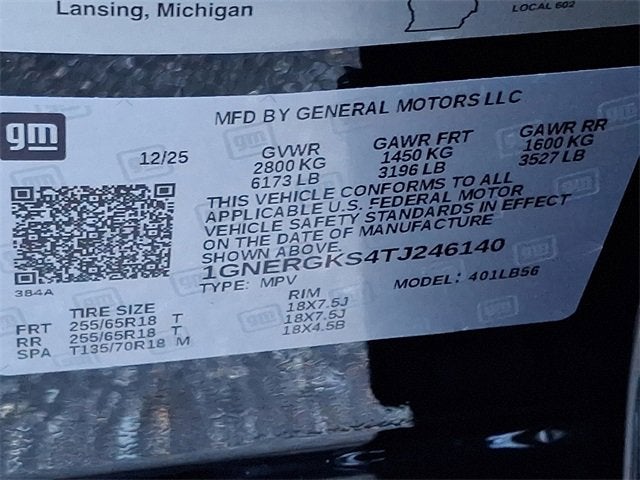 Lansing, Michigan
LOCAL 602
MFD BY GENERAL MOTORS LLC
gm
12/25
GVWR GAWR FRT GAWR RR
2800 KG 1450 KG 1600 KG
6173 LB 3196 LB 3527 LB
THIS VEHICLE CONFORMS TO ALL
APPLICABLE U.S. FEDERAL MOTOR
VEHICLE SAFETY STANDARDS IN EFFECT
ON THE DATE OF MANUFACTURE
SHOWN ABOVE.
1GNERGKS4TJ246140
384A
TYPE: MPV MODEL: 401LB56
TIRE SIZE RIM
FRT 255/65R18 T 18X7.5J
RR 255/65R18 T 18X7.5J
SPA T135/70R18 M 18X4.5B